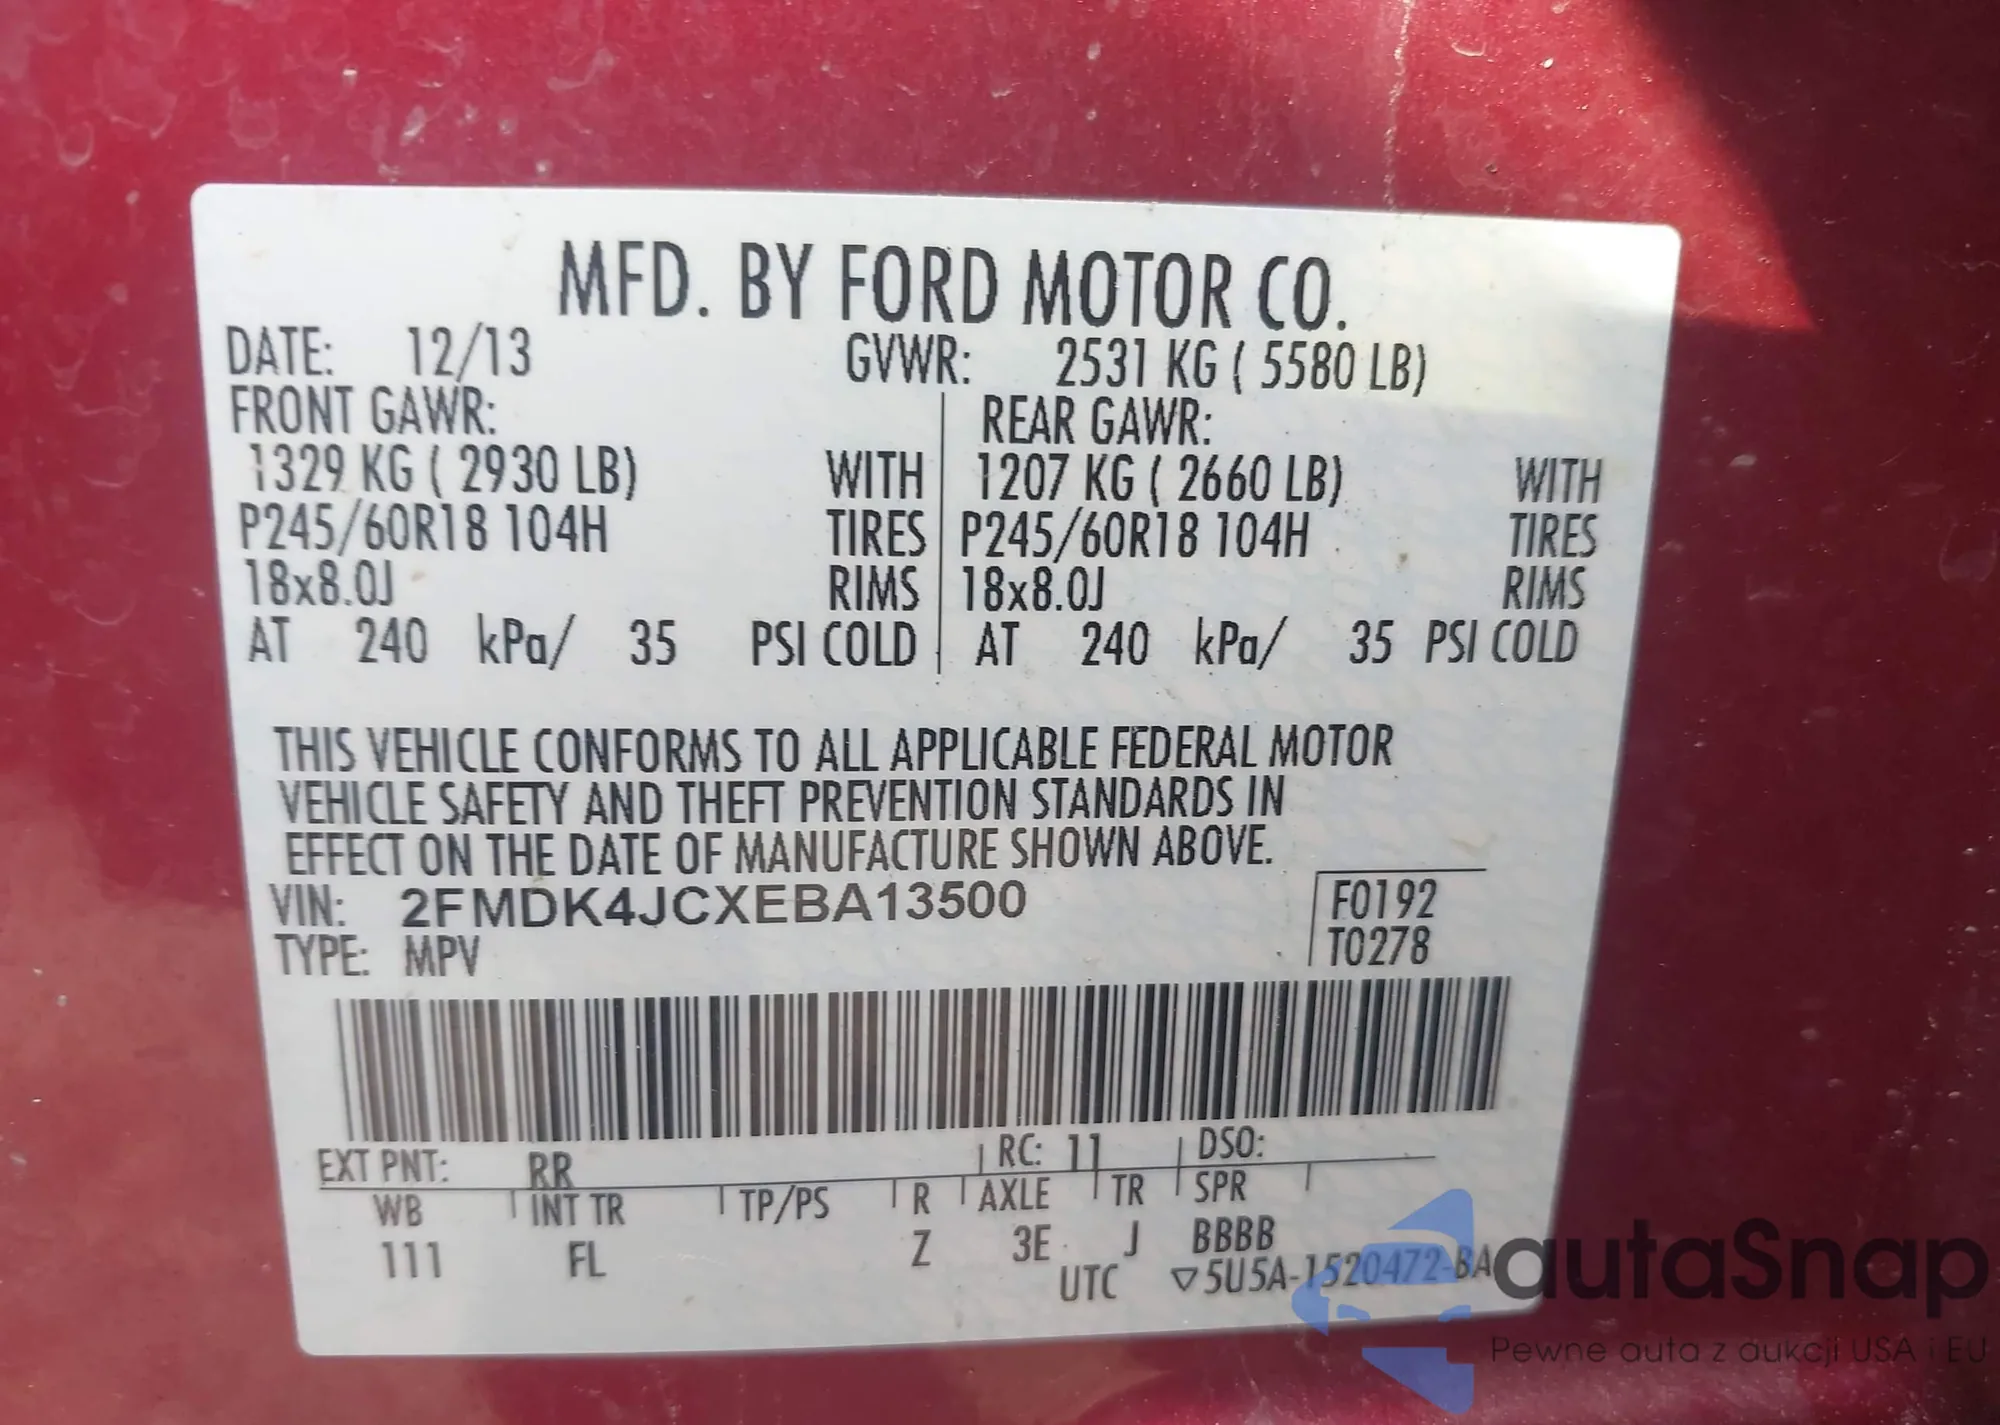 MFD. BY FORD MOTOR CO.
DATE: 12/13 GVWR: 2531 KG ( 5580 LB)
FRONT GAWR: REAR GAWR:
1329 KG ( 2930 LB) WITH 1207 KG ( 2660 LB) WITH
P245/60R18 104H TIRES P245/60R18 104H TIRES
18x8.0J RIMS 18x8.0J RIMS
AT 240 kPa/ 35 PSI COLD AT 240 kPa/ 35 PSI COLD
THIS VEHICLE CONFORMS TO ALL APPLICABLE FEDERAL MOTOR
VEHICLE SAFETY AND THEFT PREVENTION STANDARDS IN
EFFECT ON THE DATE OF MANUFACTURE SHOWN ABOVE.
VIN: 2FMDK4JCXEBA13500 F0192
TYPE: MPV T0278
EXT PNT: RR RC: 11 DSO:
WB INT TR TP/PS R AXLE TR SPR
111 FL Z 3E J BBBB
UTC ▽5U5A-1520472-BA
autoSnap
Pewne auta z aukcji USA i EU